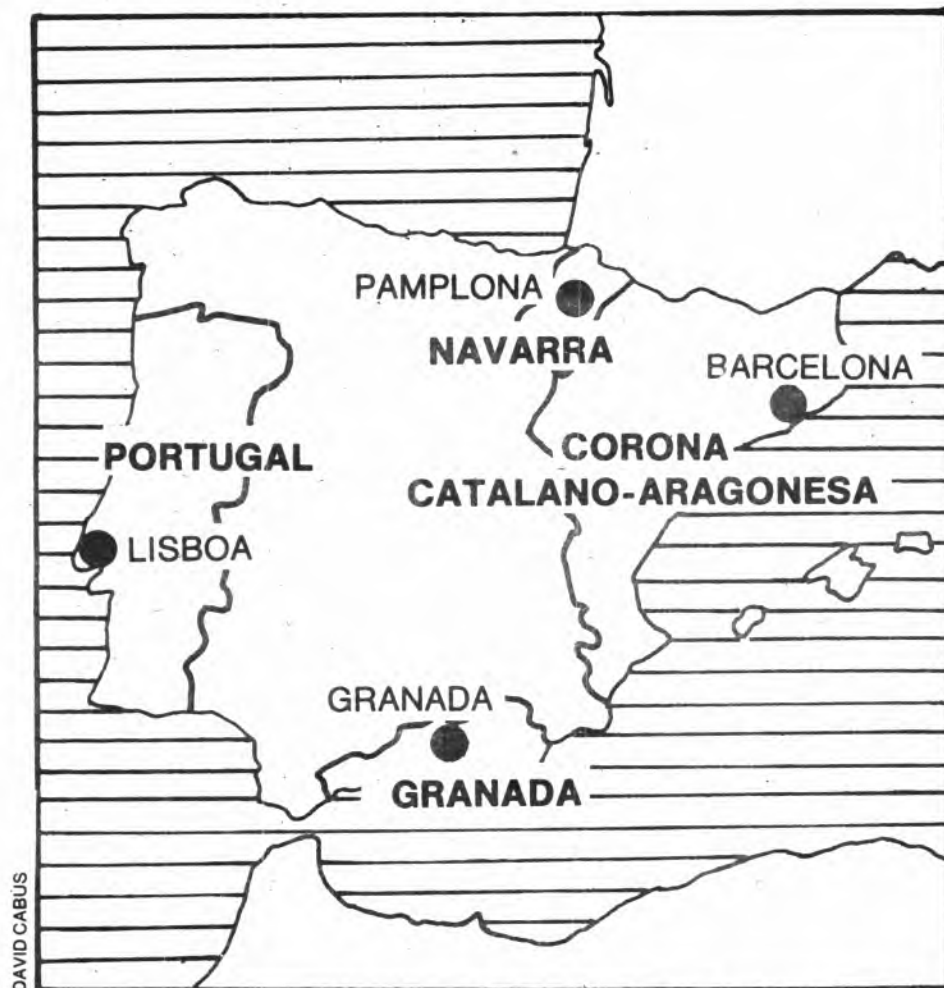 PAMPLONA
NAVARRA
BARCELONA
PORTUGAL
CORONA
CATALANO-ARAGONESA
LISBOA
GRANADA
GRANADA
DAVID CABÚS